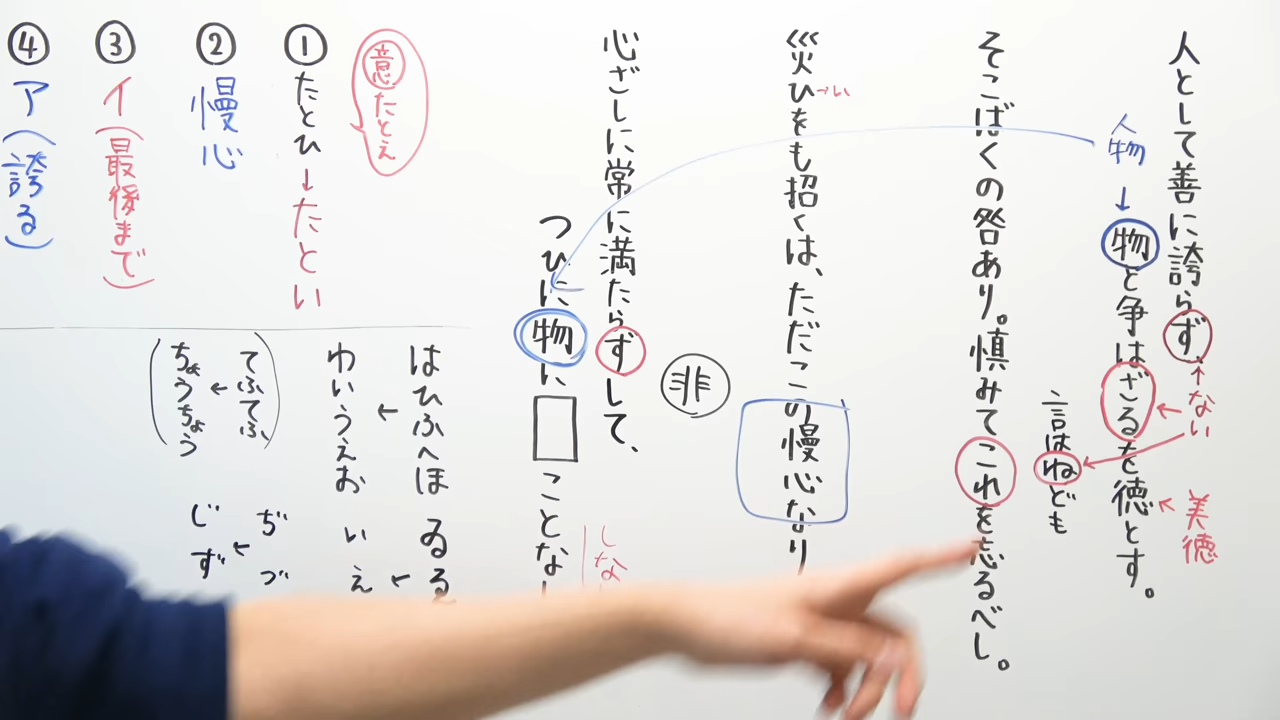 人として善に誇らず、
ない
美徳
人物
↓
物と争はざるを徳とす。
言はねども
そこばくの咎あり。慎みてこれを忘るべし。
災ひをも招くは、ただこの慢心なり
→い
非
心ざしに常に満たらずして、
しな
つひに物に□ことな
意たとえ
①たとひ→たとい
②慢心
③イ(最後まで)
④ア(誇る)
はひふへほ
←
わいうえお
(てふてふ
←
ちょうちょう)
ゐゑ
←
いえ
ぢづ
←
じず